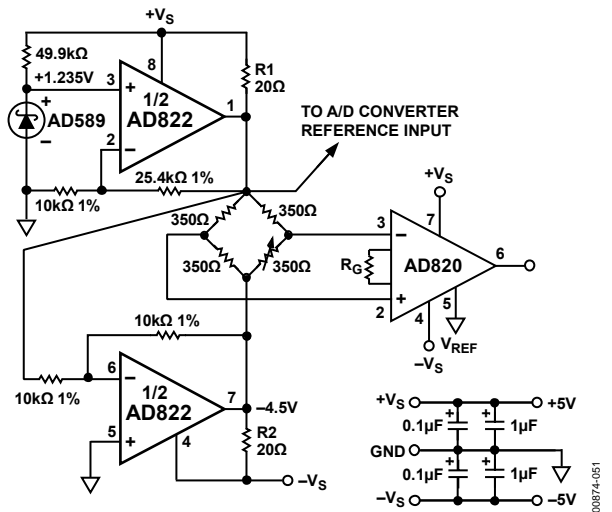 +VS
49.9kΩ
+1.235V
AD589
+
–
3
+
8
1/2
AD822
1
2
–
R1
20Ω
TO A/D CONVERTER
REFERENCE INPUT
10kΩ 1%
25.4kΩ 1%
350Ω
350Ω
350Ω
350Ω
+VS
3
–
7
RG
AD820
6
+
2
4
5
VREF
–VS
10kΩ 1%
10kΩ 1%
6
–
1/2
AD822
7
–4.5V
5
+
4
R2
20Ω
–VS
+VS
+5V
0.1µF
+
+
1µF
GND
0.1µF
+
+
1µF
–VS
–5V
00874-051